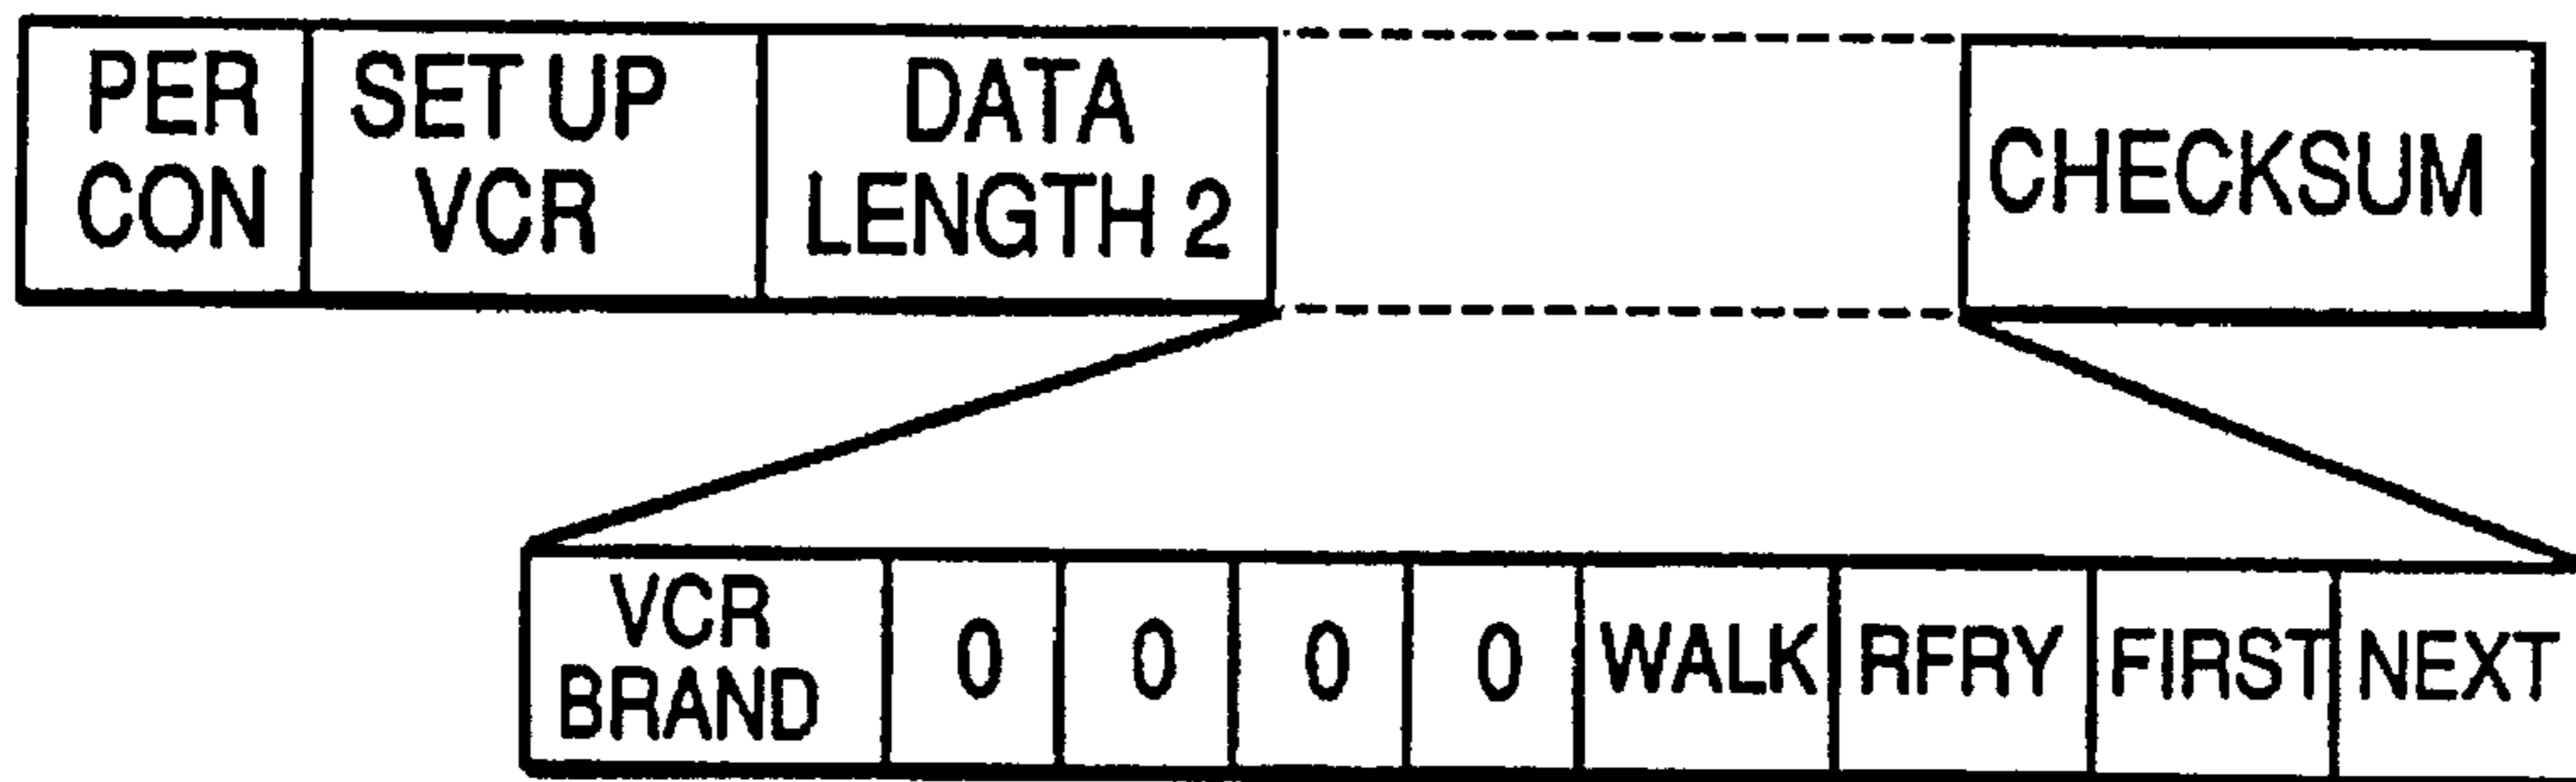 PER
CON
SET UP
VCR
DATA
LENGTH 2
CHECKSUM
VCR
BRAND
0 0 0 0 WALK RFRY FIRST NEXT